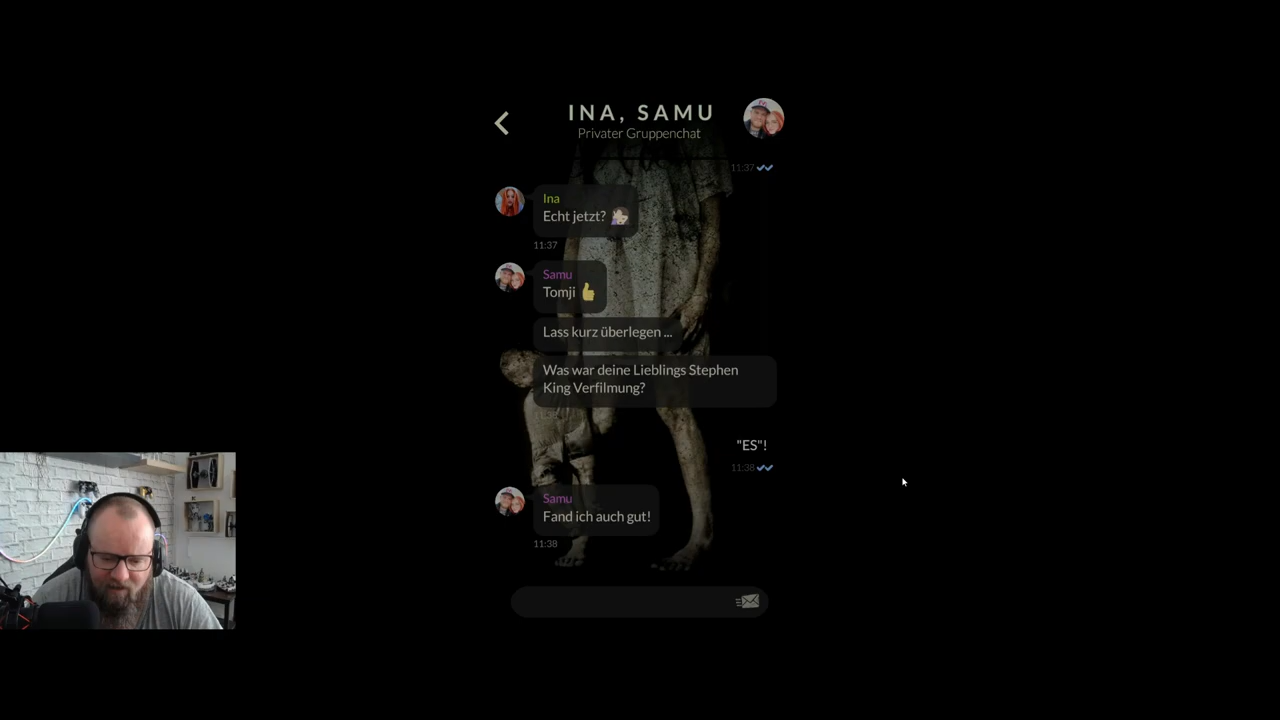 INA, SAMU
Privater Gruppenchat
11:37
Ina
Echt jetzt?
11:37
Samu
Tomji
Lass kurz überlegen ...
Was war deine Lieblings Stephen
King Verfilmung?
"ES"!
11:38
Samu
Fand ich auch gut!
11:38